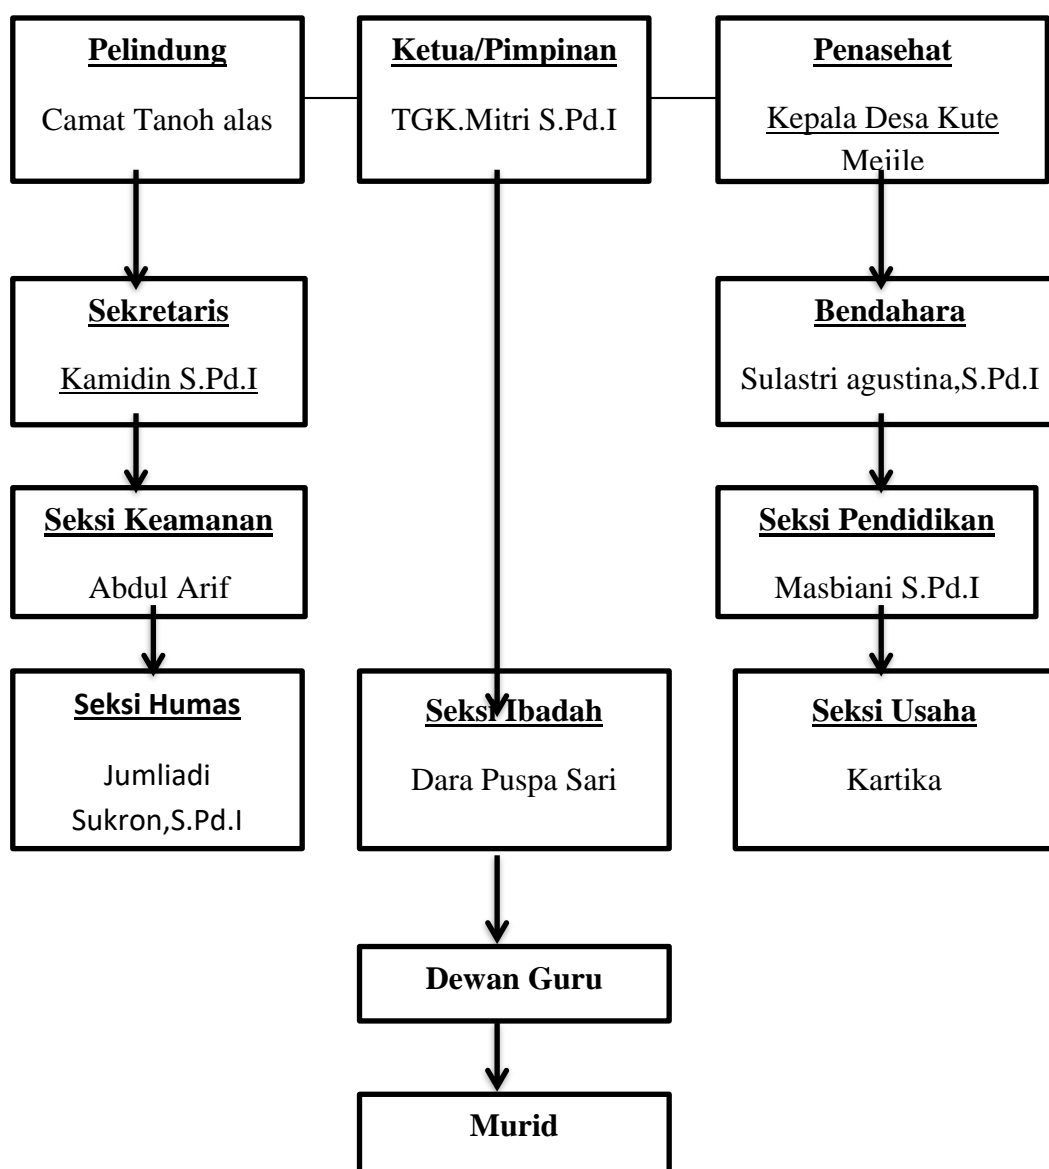 Pelindung
Camat Tanoh alas
Ketua/Pimpinan
TGK.Mitri S.Pd.I
Penasehat
Kepala Desa Kute
Mejile
Sekretaris
Kamidin S.Pd.I
Bendahara
Sulastri agustina,S.Pd.I
Seksi Keamanan
Abdul Arif
Seksi Pendidikan
Masbiani S.Pd.I
Seksi Humas
Jumliadi
Sukron,S.Pd.I
Seksi Ibadah
Dara Puspa Sari
Seksi Usaha
Kartika
Dewan Guru
Murid